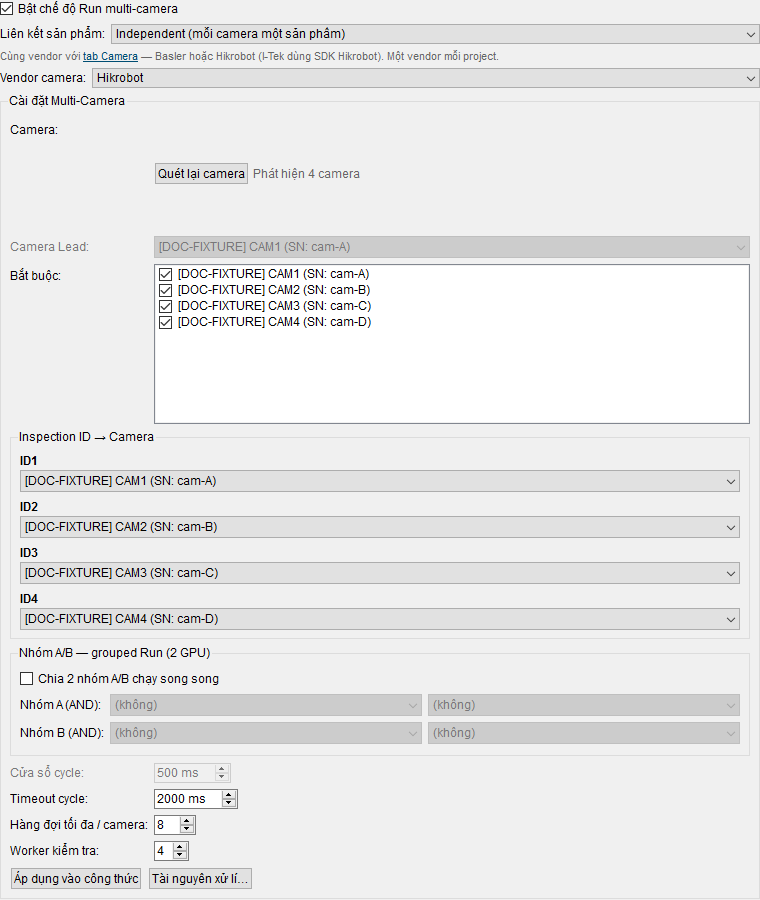 Bật chế độ Run multi-camera
Liên kết sản phẩm: Independent (mỗi camera một sản phẩm)
Cùng vendor với tab Camera — Basler hoặc Hikrobot (I-Tek dùng SDK Hikrobot). Một vendor mỗi project.
Vendor camera: Hikrobot
Cài đặt Multi-Camera
Camera:
Quét lại camera Phát hiện 4 camera
Camera Lead: [DOC-FIXTURE] CAM1 (SN: cam-A)
Bắt buộc: [DOC-FIXTURE] CAM1 (SN: cam-A)
[DOC-FIXTURE] CAM2 (SN: cam-B)
[DOC-FIXTURE] CAM3 (SN: cam-C)
[DOC-FIXTURE] CAM4 (SN: cam-D)
Inspection ID → Camera
ID1
[DOC-FIXTURE] CAM1 (SN: cam-A)
ID2
[DOC-FIXTURE] CAM2 (SN: cam-B)
ID3
[DOC-FIXTURE] CAM3 (SN: cam-C)
ID4
[DOC-FIXTURE] CAM4 (SN: cam-D)
Nhóm A/B — grouped Run (2 GPU)
Chia 2 nhóm A/B chạy song song
Nhóm A (AND): (không) (không)
Nhóm B (AND): (không) (không)
Cửa sổ cycle: 500 ms
Timeout cycle: 2000 ms
Hàng đợi tối đa / camera: 8
Worker kiểm tra: 4
Áp dụng vào công thức Tài nguyên xử lí…